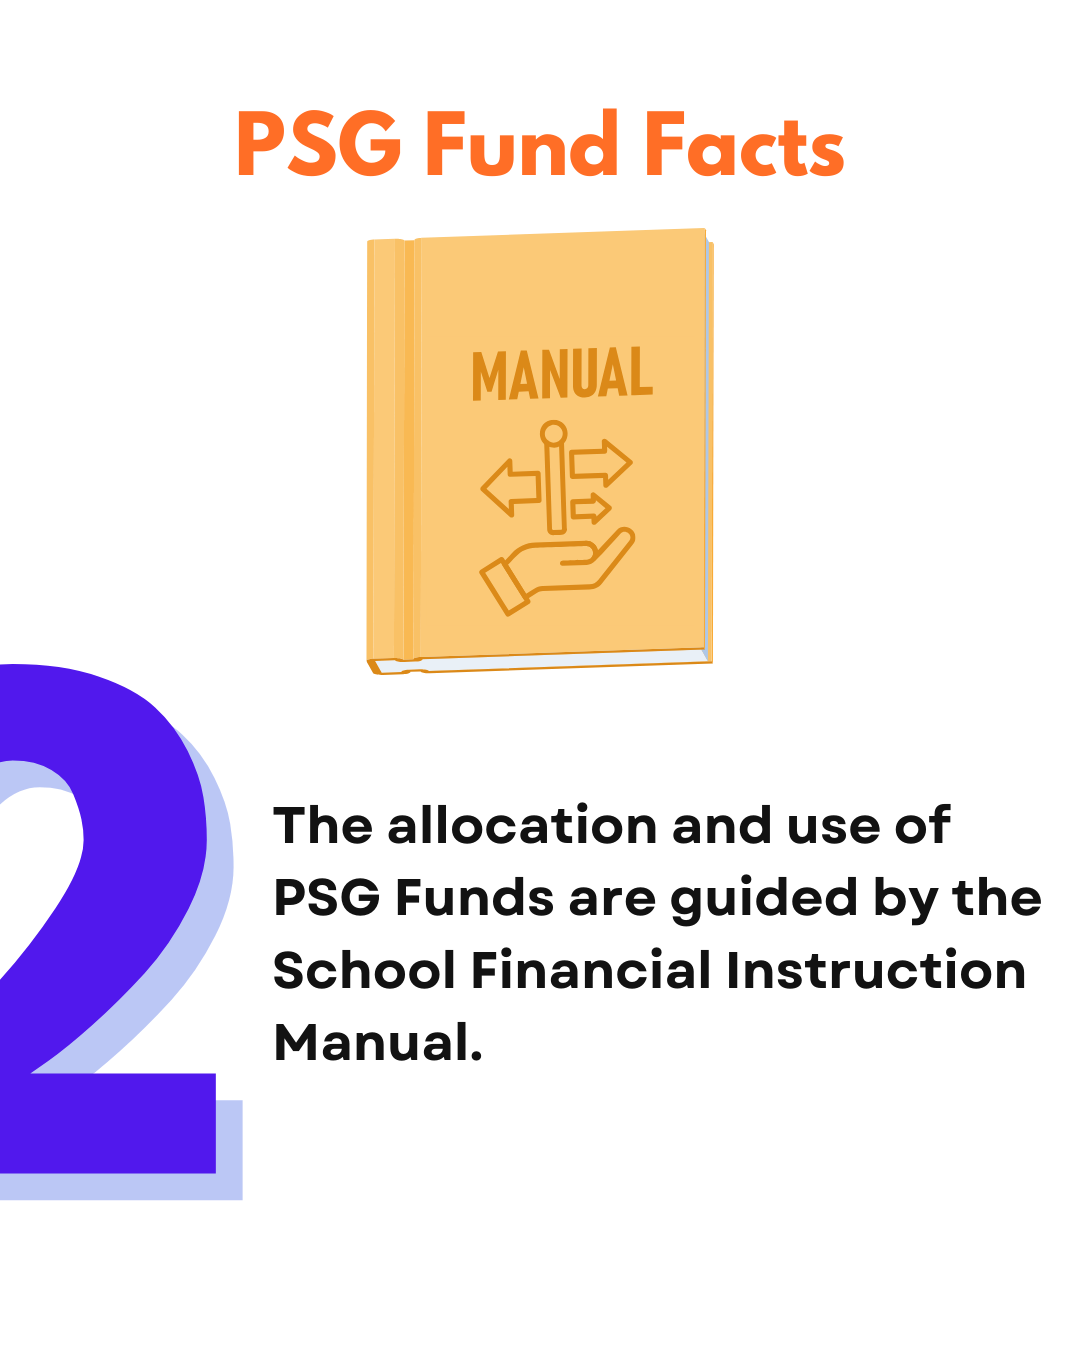 PSG Fund Facts
MANUAL
2
The allocation and use of
PSG Funds are guided by the
School Financial Instruction
Manual.